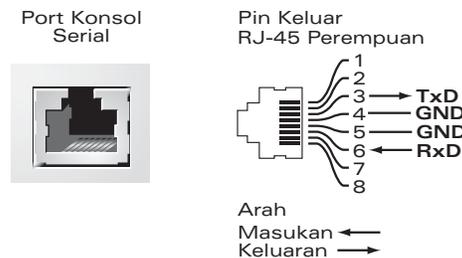 Port Konsol
Serial
Pin Keluar
RJ-45 Perempuan
1
2
3 TxD
4 GND
5 GND
6 RxD
7
8
Arah
Masukan
Keluaran